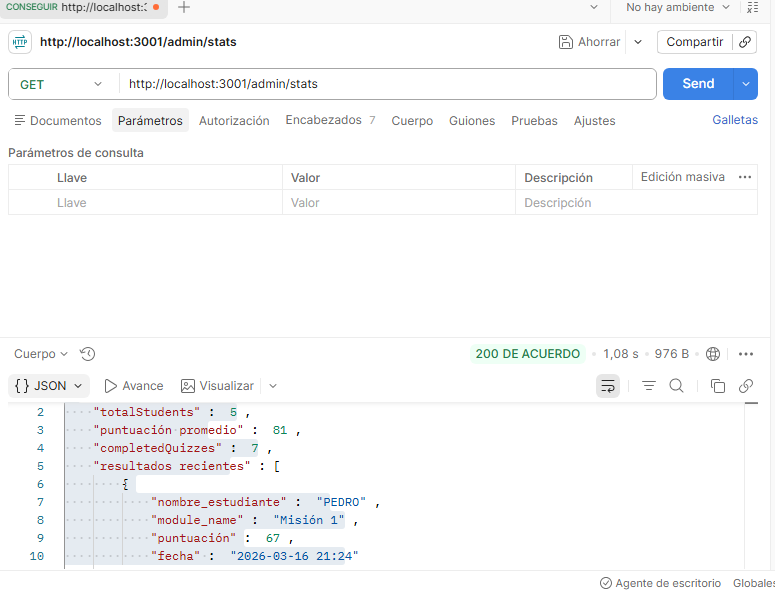 CONSEGUIR http://localhost:3 No hay ambiente
HTTP http://localhost:3001/admin/stats Ahorrar Compartir
GET http://localhost:3001/admin/stats Send
Documentos Parámetros Autorización Encabezados 7 Cuerpo Guiones Pruebas Ajustes Galletas
Parámetros de consulta
Llave Valor Descripción Edición masiva
Llave Valor Descripción
Cuerpo 200 DE ACUERDO 1,08 s 976 B
{} JSON Avance Visualizar
2 "totalStudents" : 5 ,
3 "puntuación promedio" : 81 ,
4 "completedQuizzes" : 7 ,
5 "resultados recientes" : [
6 {
7 "nombre_estudiante" : "PEDRO" ,
8 "module_name" : "Misión 1" ,
9 "puntuación" : 67 ,
10 "fecha" : "2026-03-16 21:24"
Agente de escritorio Globales